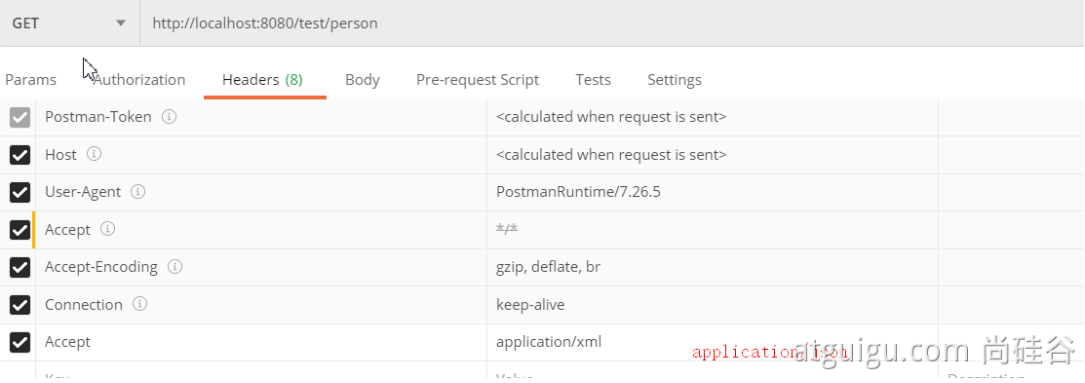 GET http://localhost:8080/test/person
Params Authorization Headers (8) Body Pre-request Script Tests Settings
Postman-Token <calculated when request is sent>
Host <calculated when request is sent>
User-Agent PostmanRuntime/7.26.5
Accept */*
Accept-Encoding gzip, deflate, br
Connection keep-alive
Accept application/xml
application/json
atguigu.com 尚硅谷
Key Value Description